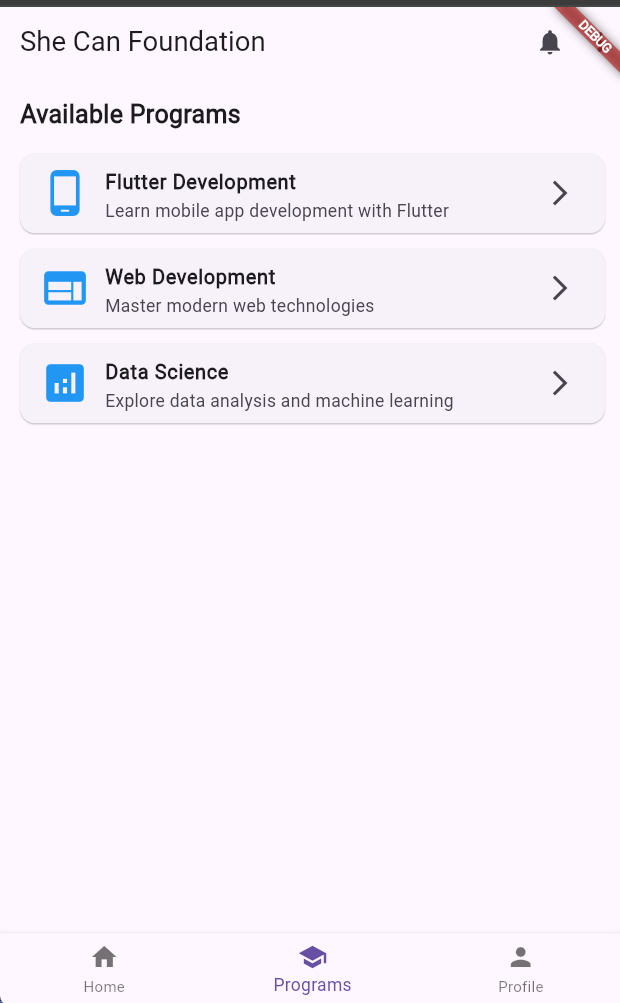 She Can Foundation
DEBUG
Available Programs
Flutter Development
Learn mobile app development with Flutter
Web Development
Master modern web technologies
Data Science
Explore data analysis and machine learning
Home
Programs
Profile